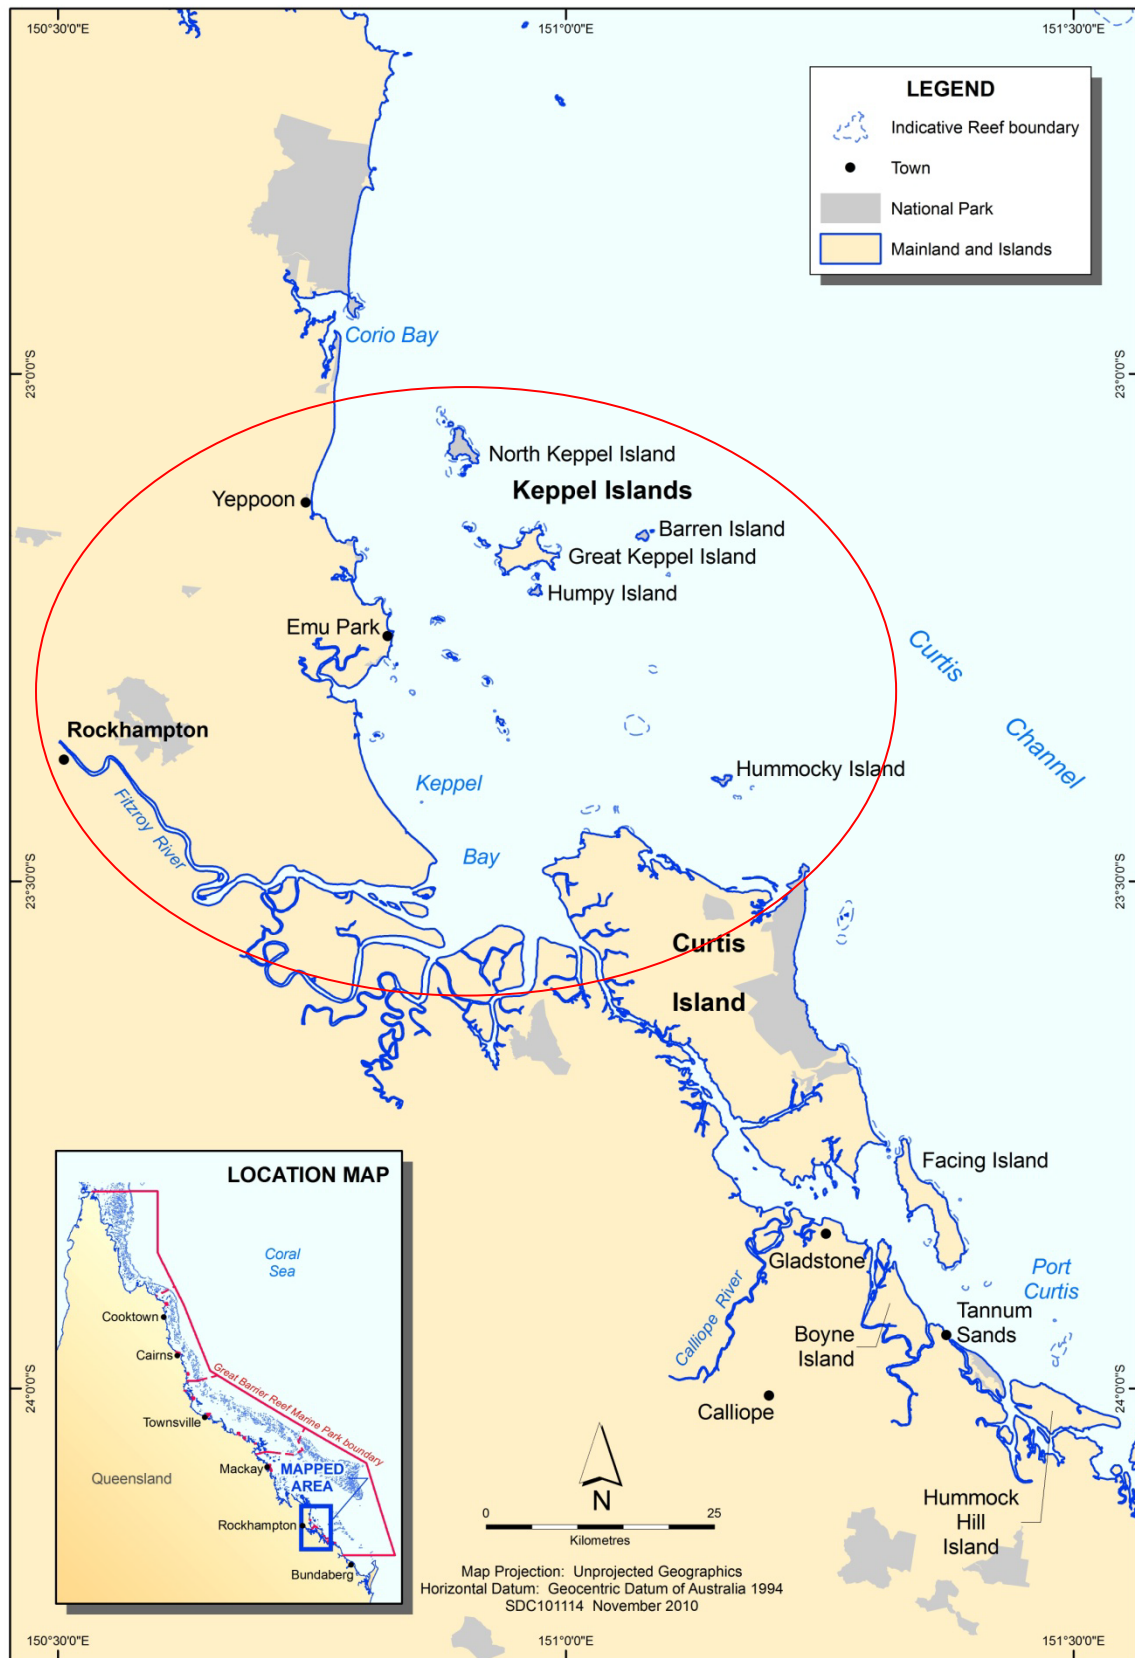 150°30'0"E
151°0'0"E
151°30'0"E
LEGEND
Indicative Reef boundary
Town
National Park
Mainland and Islands
Corio Bay
23°0'0"S
23°0'0"S
North Keppel Island
Keppel Islands
Yeppoon
Barren Island
Great Keppel Island
Humpy Island
Emu Park
Curtis
Channel
Rockhampton
Hummocky Island
Keppel
Bay
Fitzroy River
23°30'0"S
23°30'0"S
Curtis
Island
Facing Island
LOCATION MAP
Coral
Sea
Cooktown
Cairns
Great Barrier Reef Marine Park boundary
Townsville
Queensland
Mackay
MAPPED
AREA
Rockhampton
Bundaberg
Gladstone
Calliope River
Port
Curtis
Tannum
Sands
Boyne
Island
Calliope
24°0'0"S
24°0'0"S
N
0
25
Kilometres
Hummock
Hill
Island
Map Projection: Unprojected Geographics
Horizontal Datum: Geocentric Datum of Australia 1994
SDC101114 November 2010
150°30'0"E
151°0'0"E
151°30'0"E